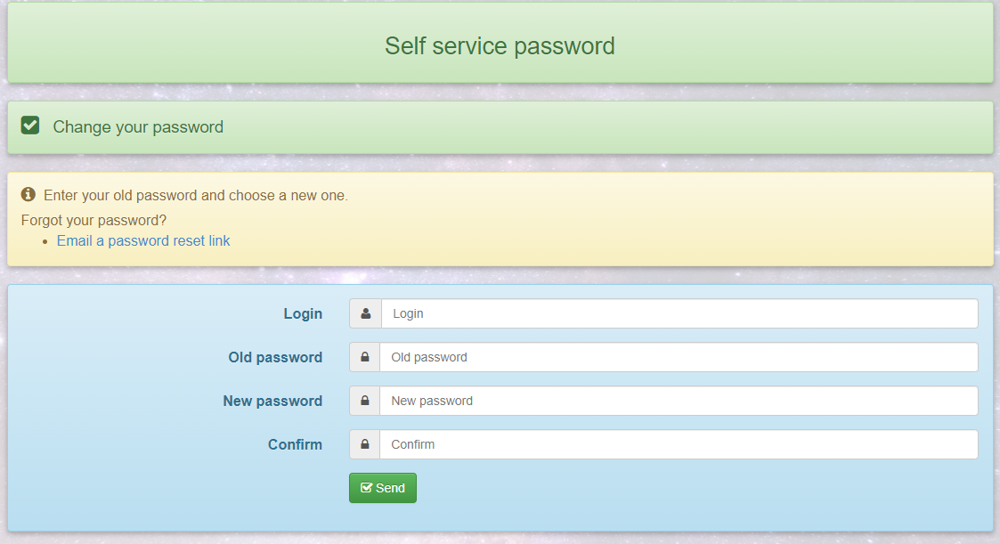 Self service password
Change your password
Enter your old password and choose a new one.
Forgot your password?
Email a password reset link
Login
Login
Old password
Old password
New password
New password
Confirm
Confirm
Send